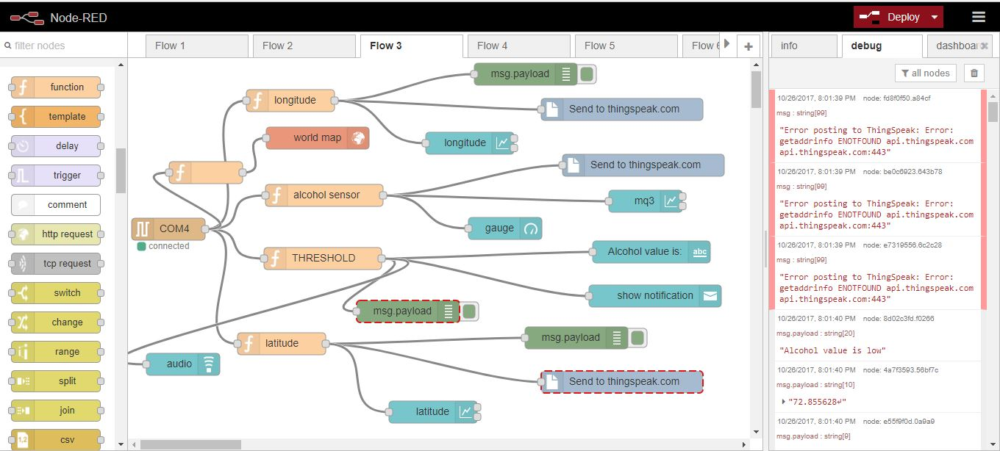 Node-RED
Deploy
filter nodes
Flow 1
Flow 2
Flow 3
Flow 4
Flow 5
Flow 6
+
info
debug
dashboar
all nodes
function
template
delay
trigger
comment
http request
tcp request
switch
change
range
split
join
csv
msg.payload
longitude
Send to thingspeak.com
world map
longitude
Send to thingspeak.com
alcohol sensor
mq3
COM4
connected
gauge
THRESHOLD
Alcohol value is:
abc
show notification
msg.payload
msg.payload
latitude
audio
Send to thingspeak.com
latitude
10/26/2017, 8:01:39 PM node: fd8f0f50.a84cf
msg : string[99]
"Error posting to ThingSpeak: Error:
getaddrinfo ENOTFOUND api.thingspeak.com
api.thingspeak.com:443"
10/26/2017, 8:01:39 PM node: be0c6923.643b78
msg : string[99]
"Error posting to ThingSpeak: Error:
getaddrinfo ENOTFOUND api.thingspeak.com
api.thingspeak.com:443"
10/26/2017, 8:01:39 PM node: e7319556.6c2c28
msg : string[99]
"Error posting to ThingSpeak: Error:
getaddrinfo ENOTFOUND api.thingspeak.com
api.thingspeak.com:443"
10/26/2017, 8:01:40 PM node: 8d02c3fd.f0266
msg.payload : string[20]
"Alcohol value is low"
10/26/2017, 8:01:40 PM node: 4a7f3593.56bf7c
msg.payload : string[10]
"72.855628↵"
10/26/2017, 8:01:40 PM node: e55f9f0d.0a9a9
msg.payload : string[9]